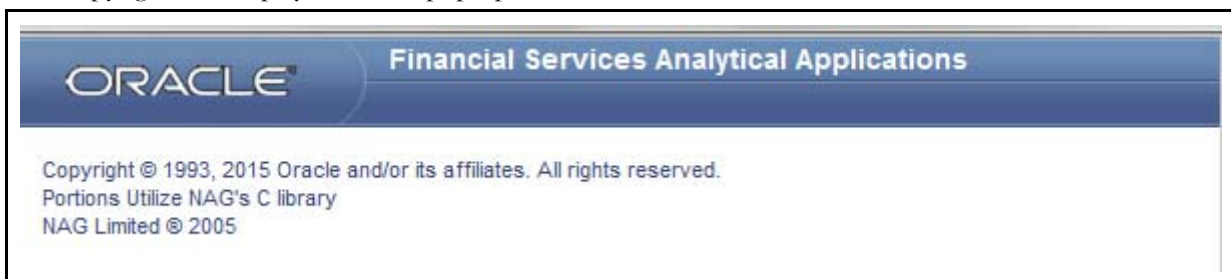 ORACLE®
Financial Services Analytical Applications
Copyright © 1993, 2015 Oracle and/or its affiliates. All rights reserved.
Portions Utilize NAG's C library
NAG Limited ® 2005